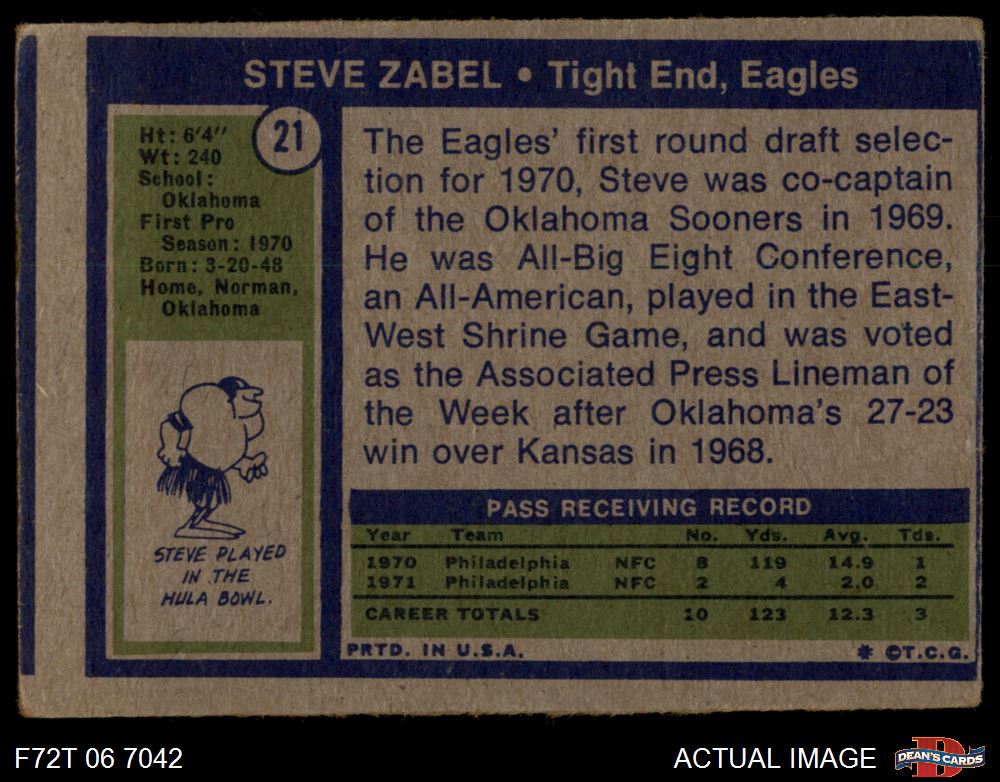 STEVE ZABEL • Tight End, Eagles
21
Ht: 6'4"
Wt: 240
School:
Oklahoma
First Pro
Season: 1970
Born: 3-20-48
Home, Norman,
Oklahoma
STEVE PLAYED
IN THE
HULA BOWL.
The Eagles' first round draft selec-
tion for 1970, Steve was co-captain
of the Oklahoma Sooners in 1969.
He was All-Big Eight Conference,
an All-American, played in the East-
West Shrine Game, and was voted
as the Associated Press Lineman of
the Week after Oklahoma's 27-23
win over Kansas in 1968.
PASS RECEIVING RECORD
Year Team No. Yds. Avg. Tds.
1970 Philadelphia NFC 8 119 14.9 1
1971 Philadelphia NFC 2 4 2.0 2
CAREER TOTALS 10 123 12.3 3
PRTD. IN U.S.A. * ©T.C.G.
F72T 06 7042 ACTUAL IMAGE
D
DEAN'S CARDS